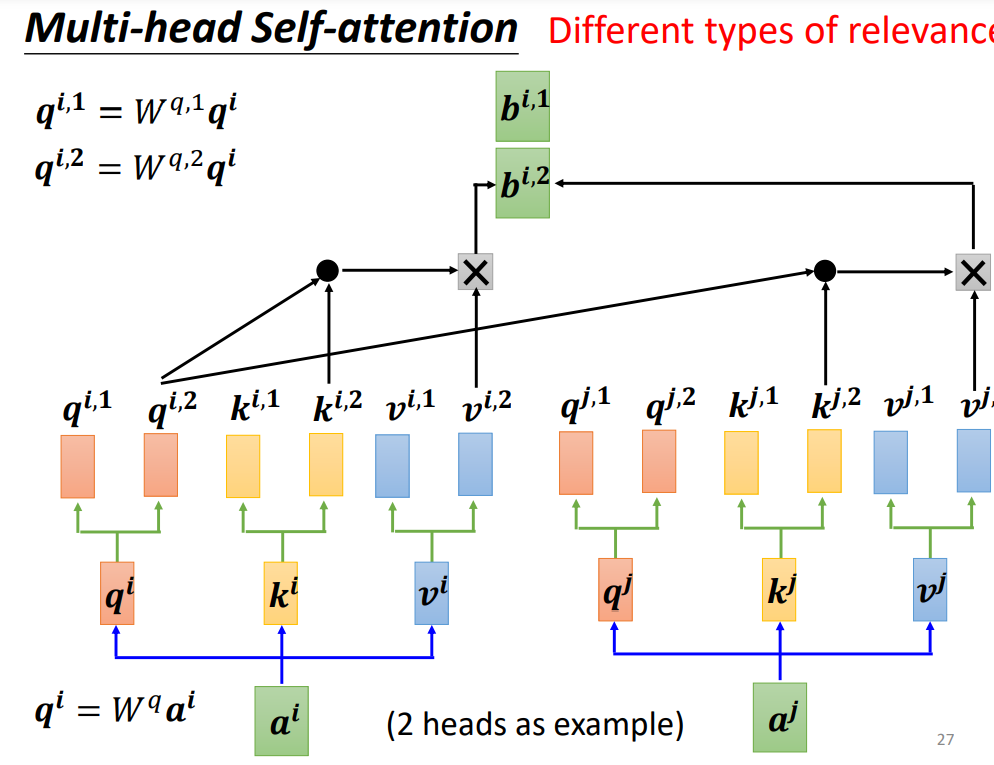 Multi-head Self-attention Different types of relevance
q^{i,1} = W^{q,1}q^i
q^{i,2} = W^{q,2}q^i
b^{i,1}
b^{i,2}
q^{i,1} q^{i,2} k^{i,1} k^{i,2} v^{i,1} v^{i,2} q^{j,1} q^{j,2} k^{j,1} k^{j,2} v^{j,1} v^{j,
q^i k^i v^i q^j k^j v^j
q^i = W^q a^i
a^i
(2 heads as example)
a^j
27